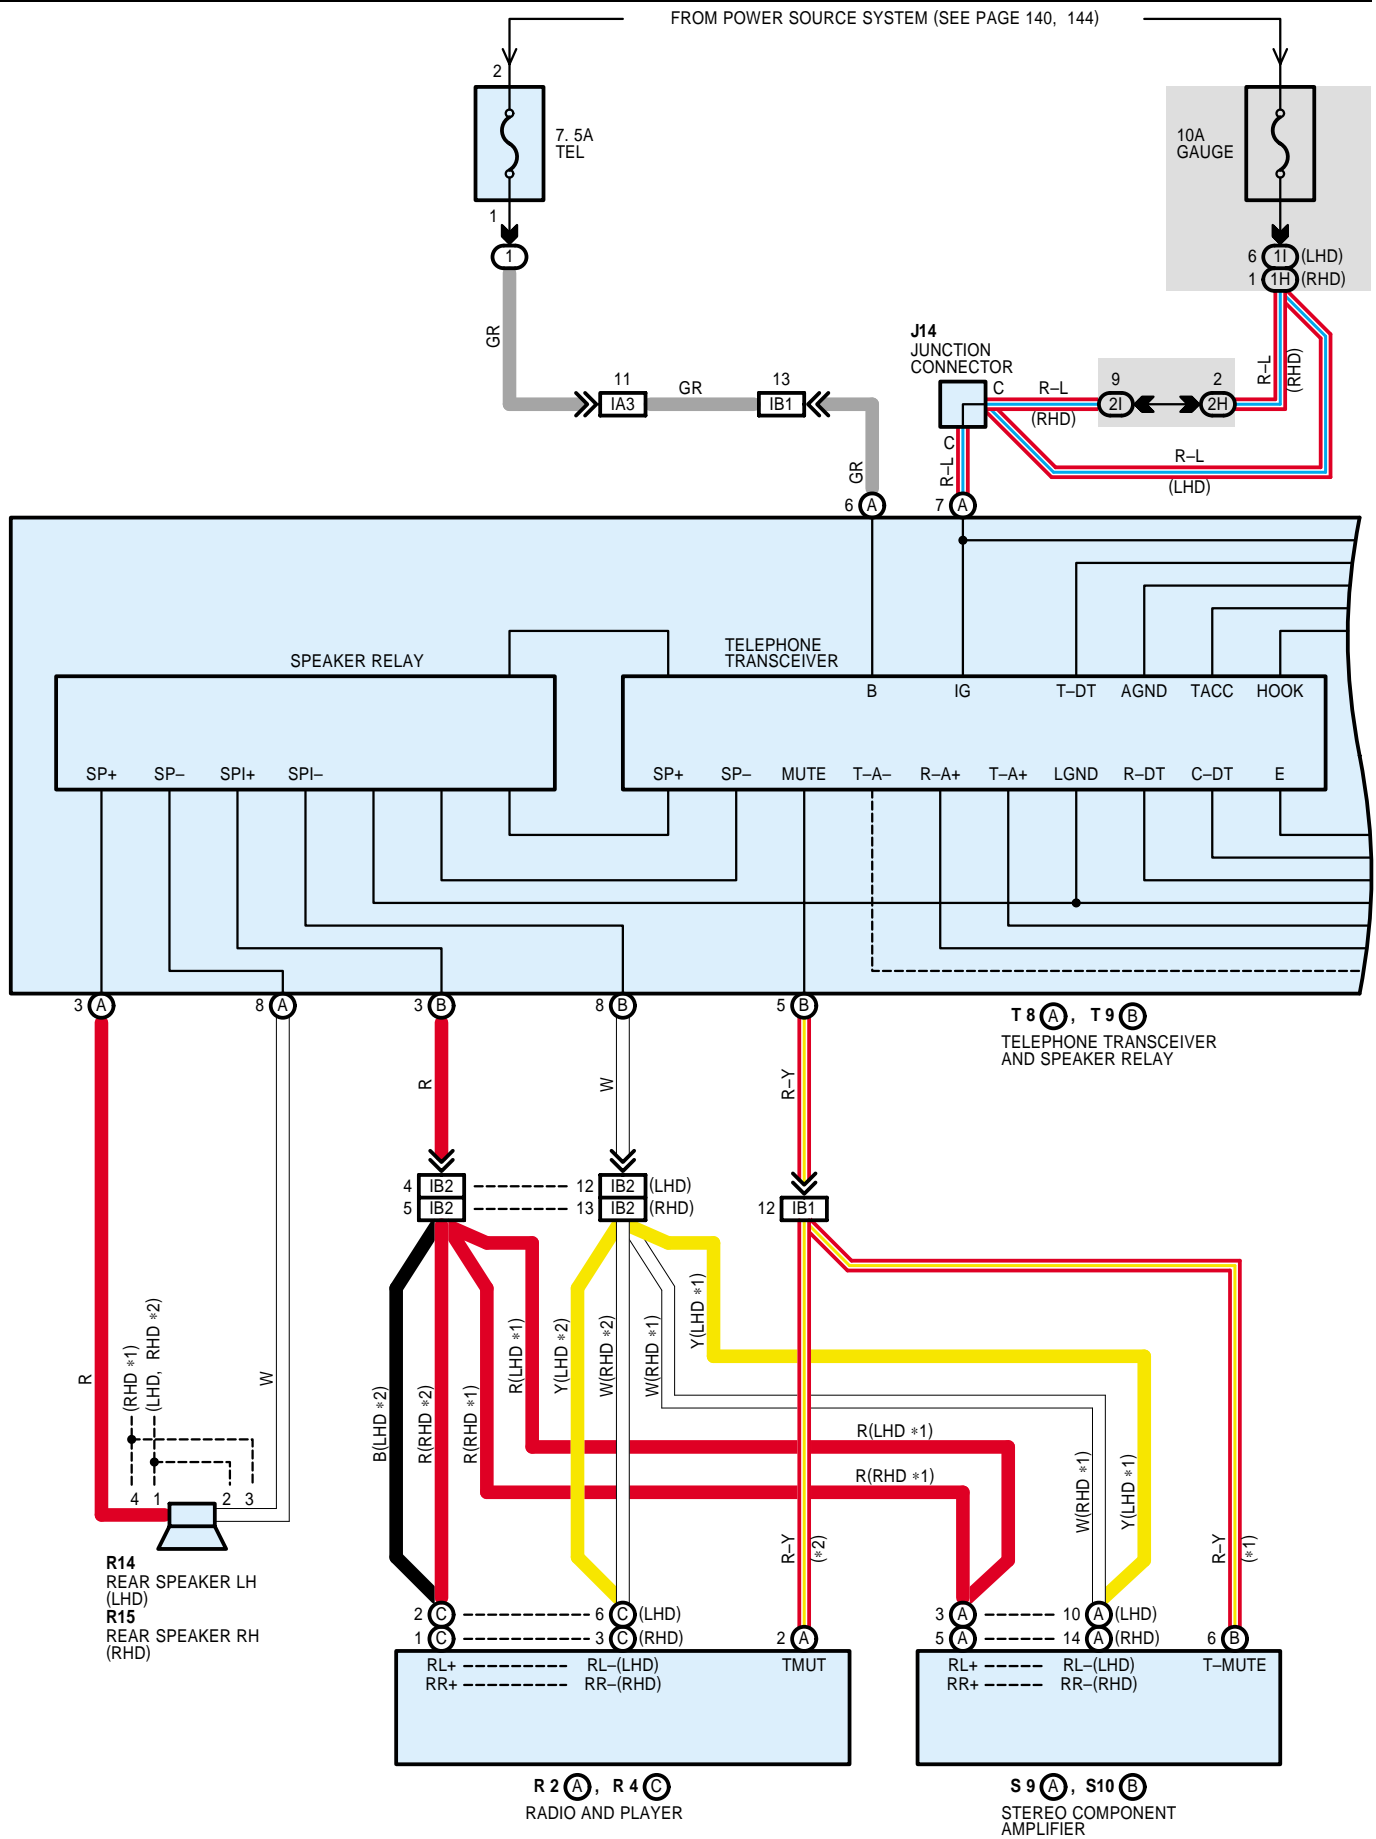 FROM POWER SOURCE SYSTEM (SEE PAGE 140, 144)
2
7. 5A
TEL
10A
GAUGE
1
1
6 1I (LHD)
1 1H (RHD)
GR
J14
JUNCTION
CONNECTOR
R–L
(RHD)
11
IA3
GR
13
IB1
C
R–L
(RHD)
9
2I
2
2H
C
R–L
R–L
(LHD)
GR
6 A
7 A
SPEAKER RELAY
TELEPHONE
TRANSCEIVER
B IG T–DT AGND TACC HOOK
SP+ SP– SPI+ SPI–
SP+ SP– MUTE T–A– R–A+ T–A+ LGND R–DT C–DT E
3 A 8 A 3 B 8 B 5 B
T 8 A , T 9 B
TELEPHONE TRANSCEIVER
AND SPEAKER RELAY
R
W
R–Y
4 IB2 12 IB2 (LHD)
5 IB2 13 IB2 (RHD)
12 IB1
R
(RHD *1)
(LHD, RHD *2)
W
B(LHD *2)
R(RHD *2)
R(RHD *1)
R(LHD *1)
Y(LHD *2)
W(RHD *2)
W(RHD *1)
Y(LHD *1)
R(LHD *1)
R(RHD *1)
W(RHD *1)
Y(LHD *1)
R–Y
(*2)
R–Y
(*1)
4 1 2 3
R14
REAR SPEAKER LH
(LHD)
R15
REAR SPEAKER RH
(RHD)
2 C 6 C (LHD)
1 C 3 C (RHD)
2 A
3 A 10 A (LHD)
5 A 14 A (RHD)
6 B
RL+ RL–(LHD)
RR+ RR–(RHD)
TMUT
RL+ RL–(LHD)
RR+ RR–(RHD)
T–MUTE
R 2 A , R 4 C
RADIO AND PLAYER
S 9 A , S10 B
STEREO COMPONENT
AMPLIFIER